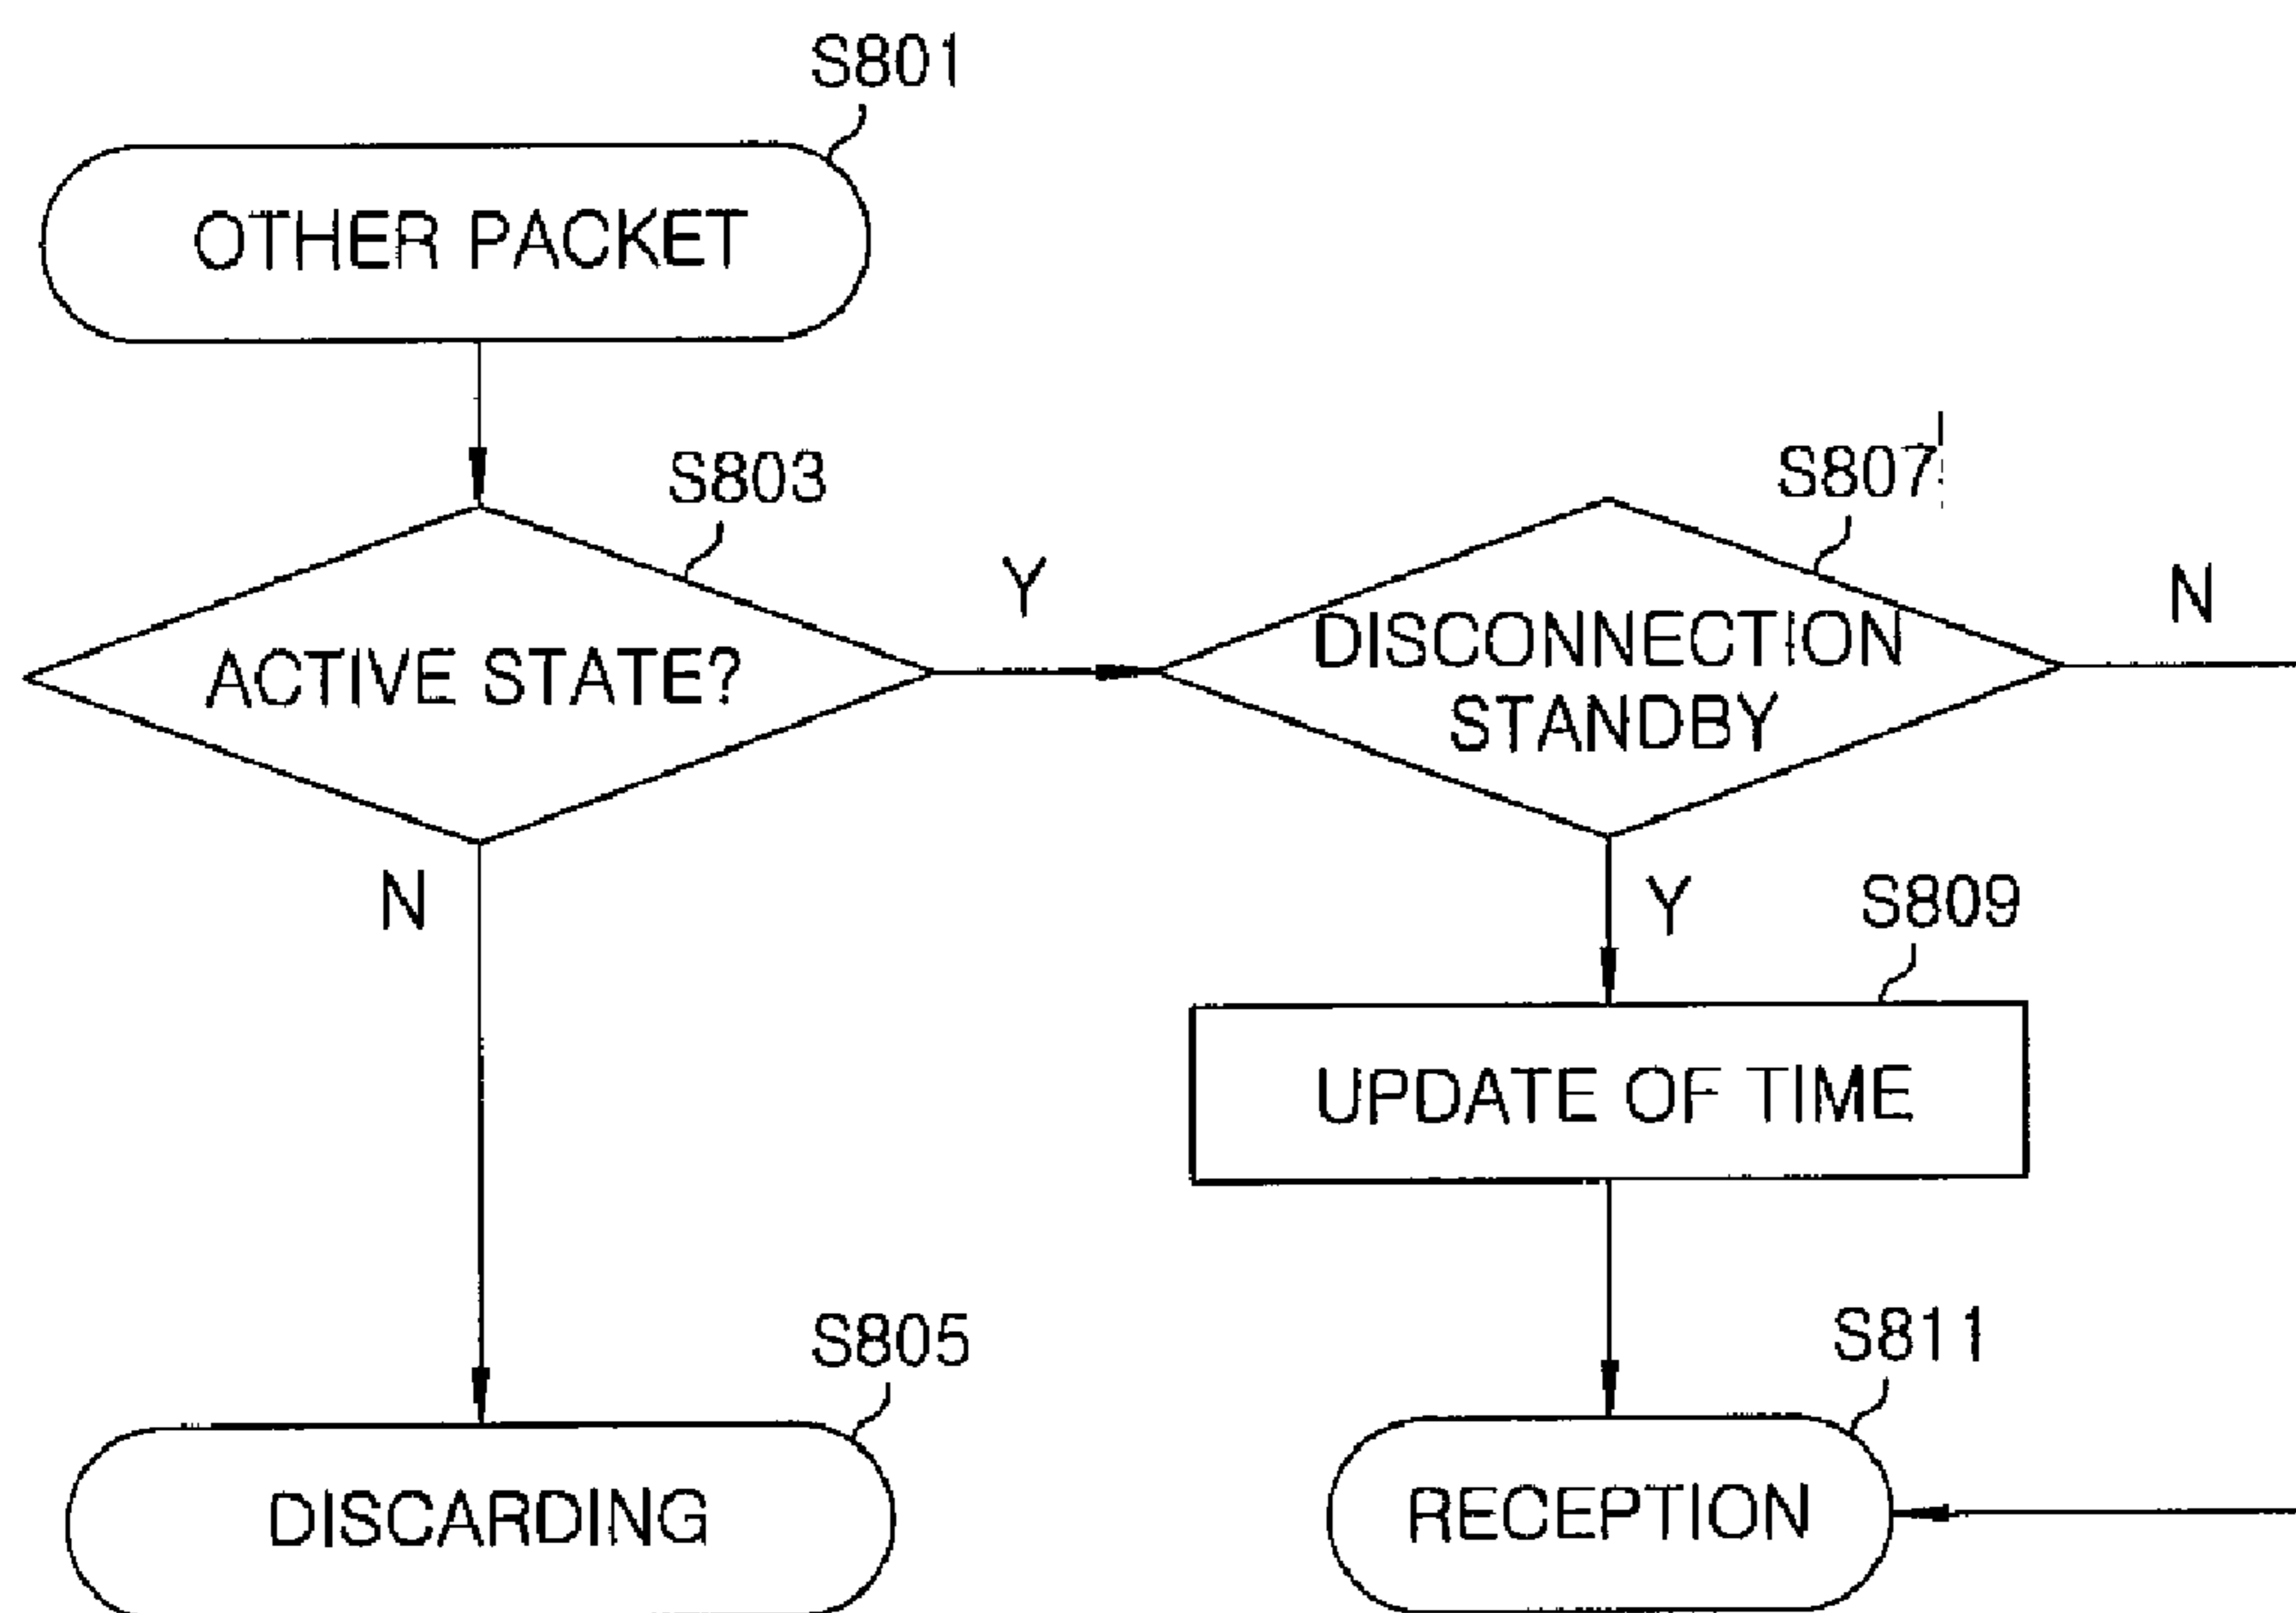 S801
OTHER PACKET
S803
ACTIVE STATE?
Y
N
S807
DISCONNECTION
STANDBY
N
Y
S809
UPDATE OF TIME
S805
DISCARDING
S811
RECEPTION